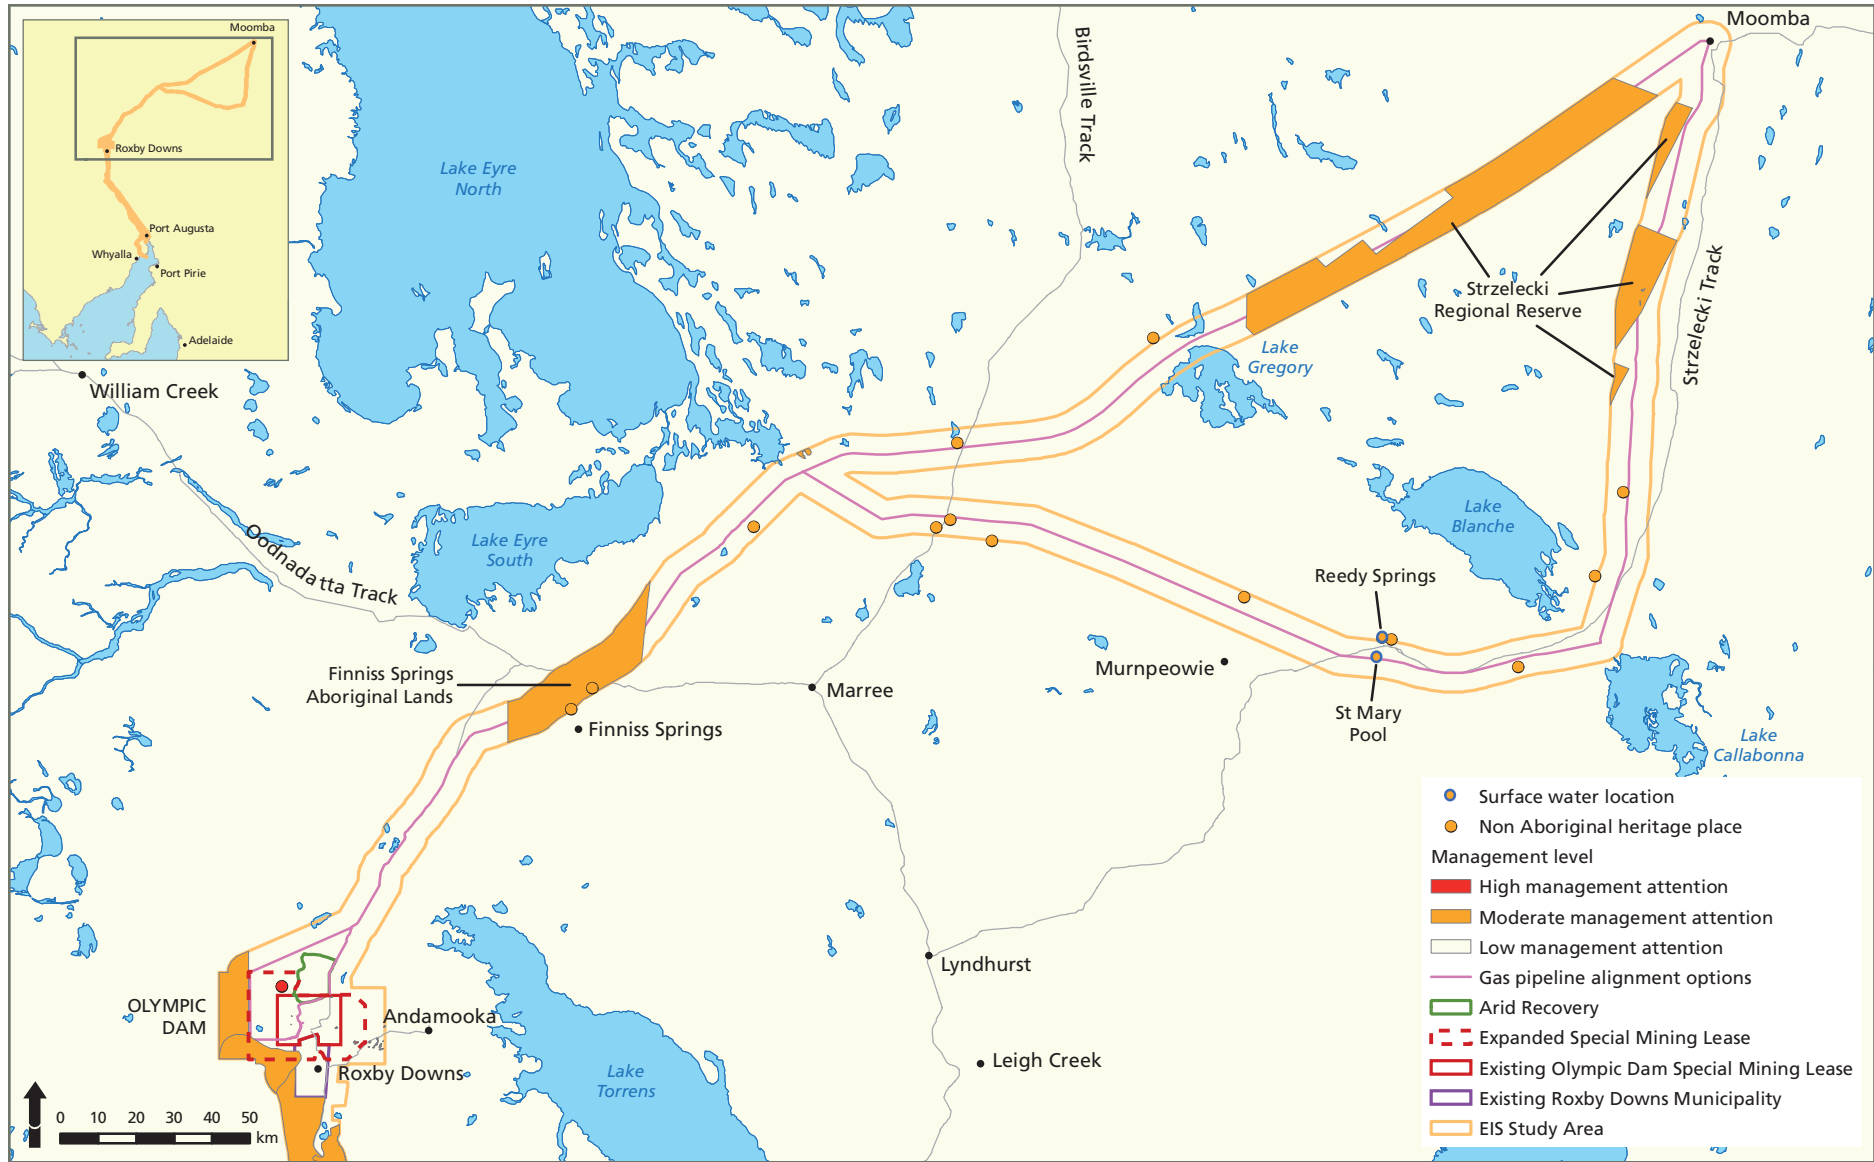 Moomba
Roxby Downs
Port Augusta
Whyalla
Port Pirie
Adelaide
Moomba
Birdsville Track
Lake Eyre
North
Strzelecki
Regional Reserve
Strzelecki Track
Lake
Gregory
William Creek
Oodnadatta Track
Lake Eyre
South
Lake
Blanche
Reedy Springs
Finniss Springs
Aboriginal Lands
Marree
Murnpeowie
Finniss Springs
St Mary
Pool
Lake
Callabonna
Lyndhurst
OLYMPIC
DAM
Andamooka
Roxby Downs
Leigh Creek
Lake
Torrens
0 10 20 30 40 50
km
Surface water location
Non Aboriginal heritage place
Management level
High management attention
Moderate management attention
Low management attention
Gas pipeline alignment options
Arid Recovery
Expanded Special Mining Lease
Existing Olympic Dam Special Mining Lease
Existing Roxby Downs Municipality
EIS Study Area